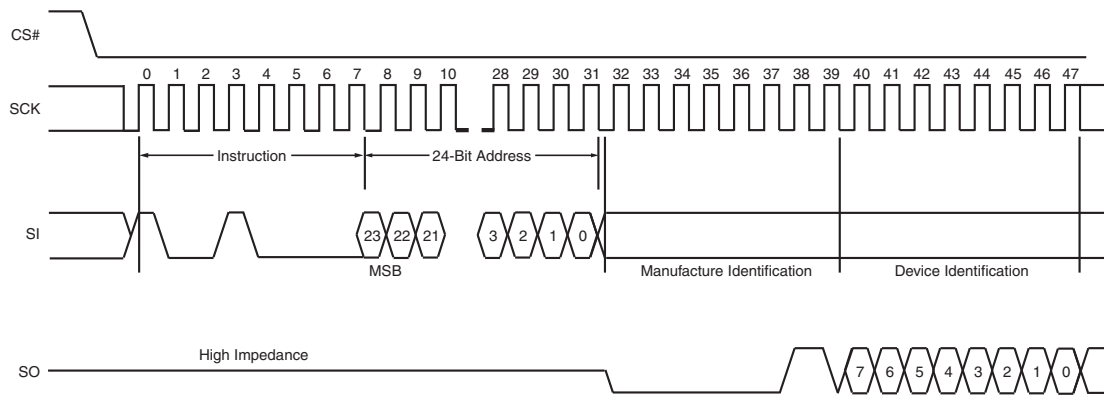 CS#
0 1 2 3 4 5 6 7 8 9 10 28 29 30 31 32 33 34 35 36 37 38 39 40 41 42 43 44 45 46 47
SCK
Instruction 24-Bit Address
SI 23 22 21 3 2 1 0
MSB Manufacture Identification Device Identification
High Impedance
SO 7 6 5 4 3 2 1 0